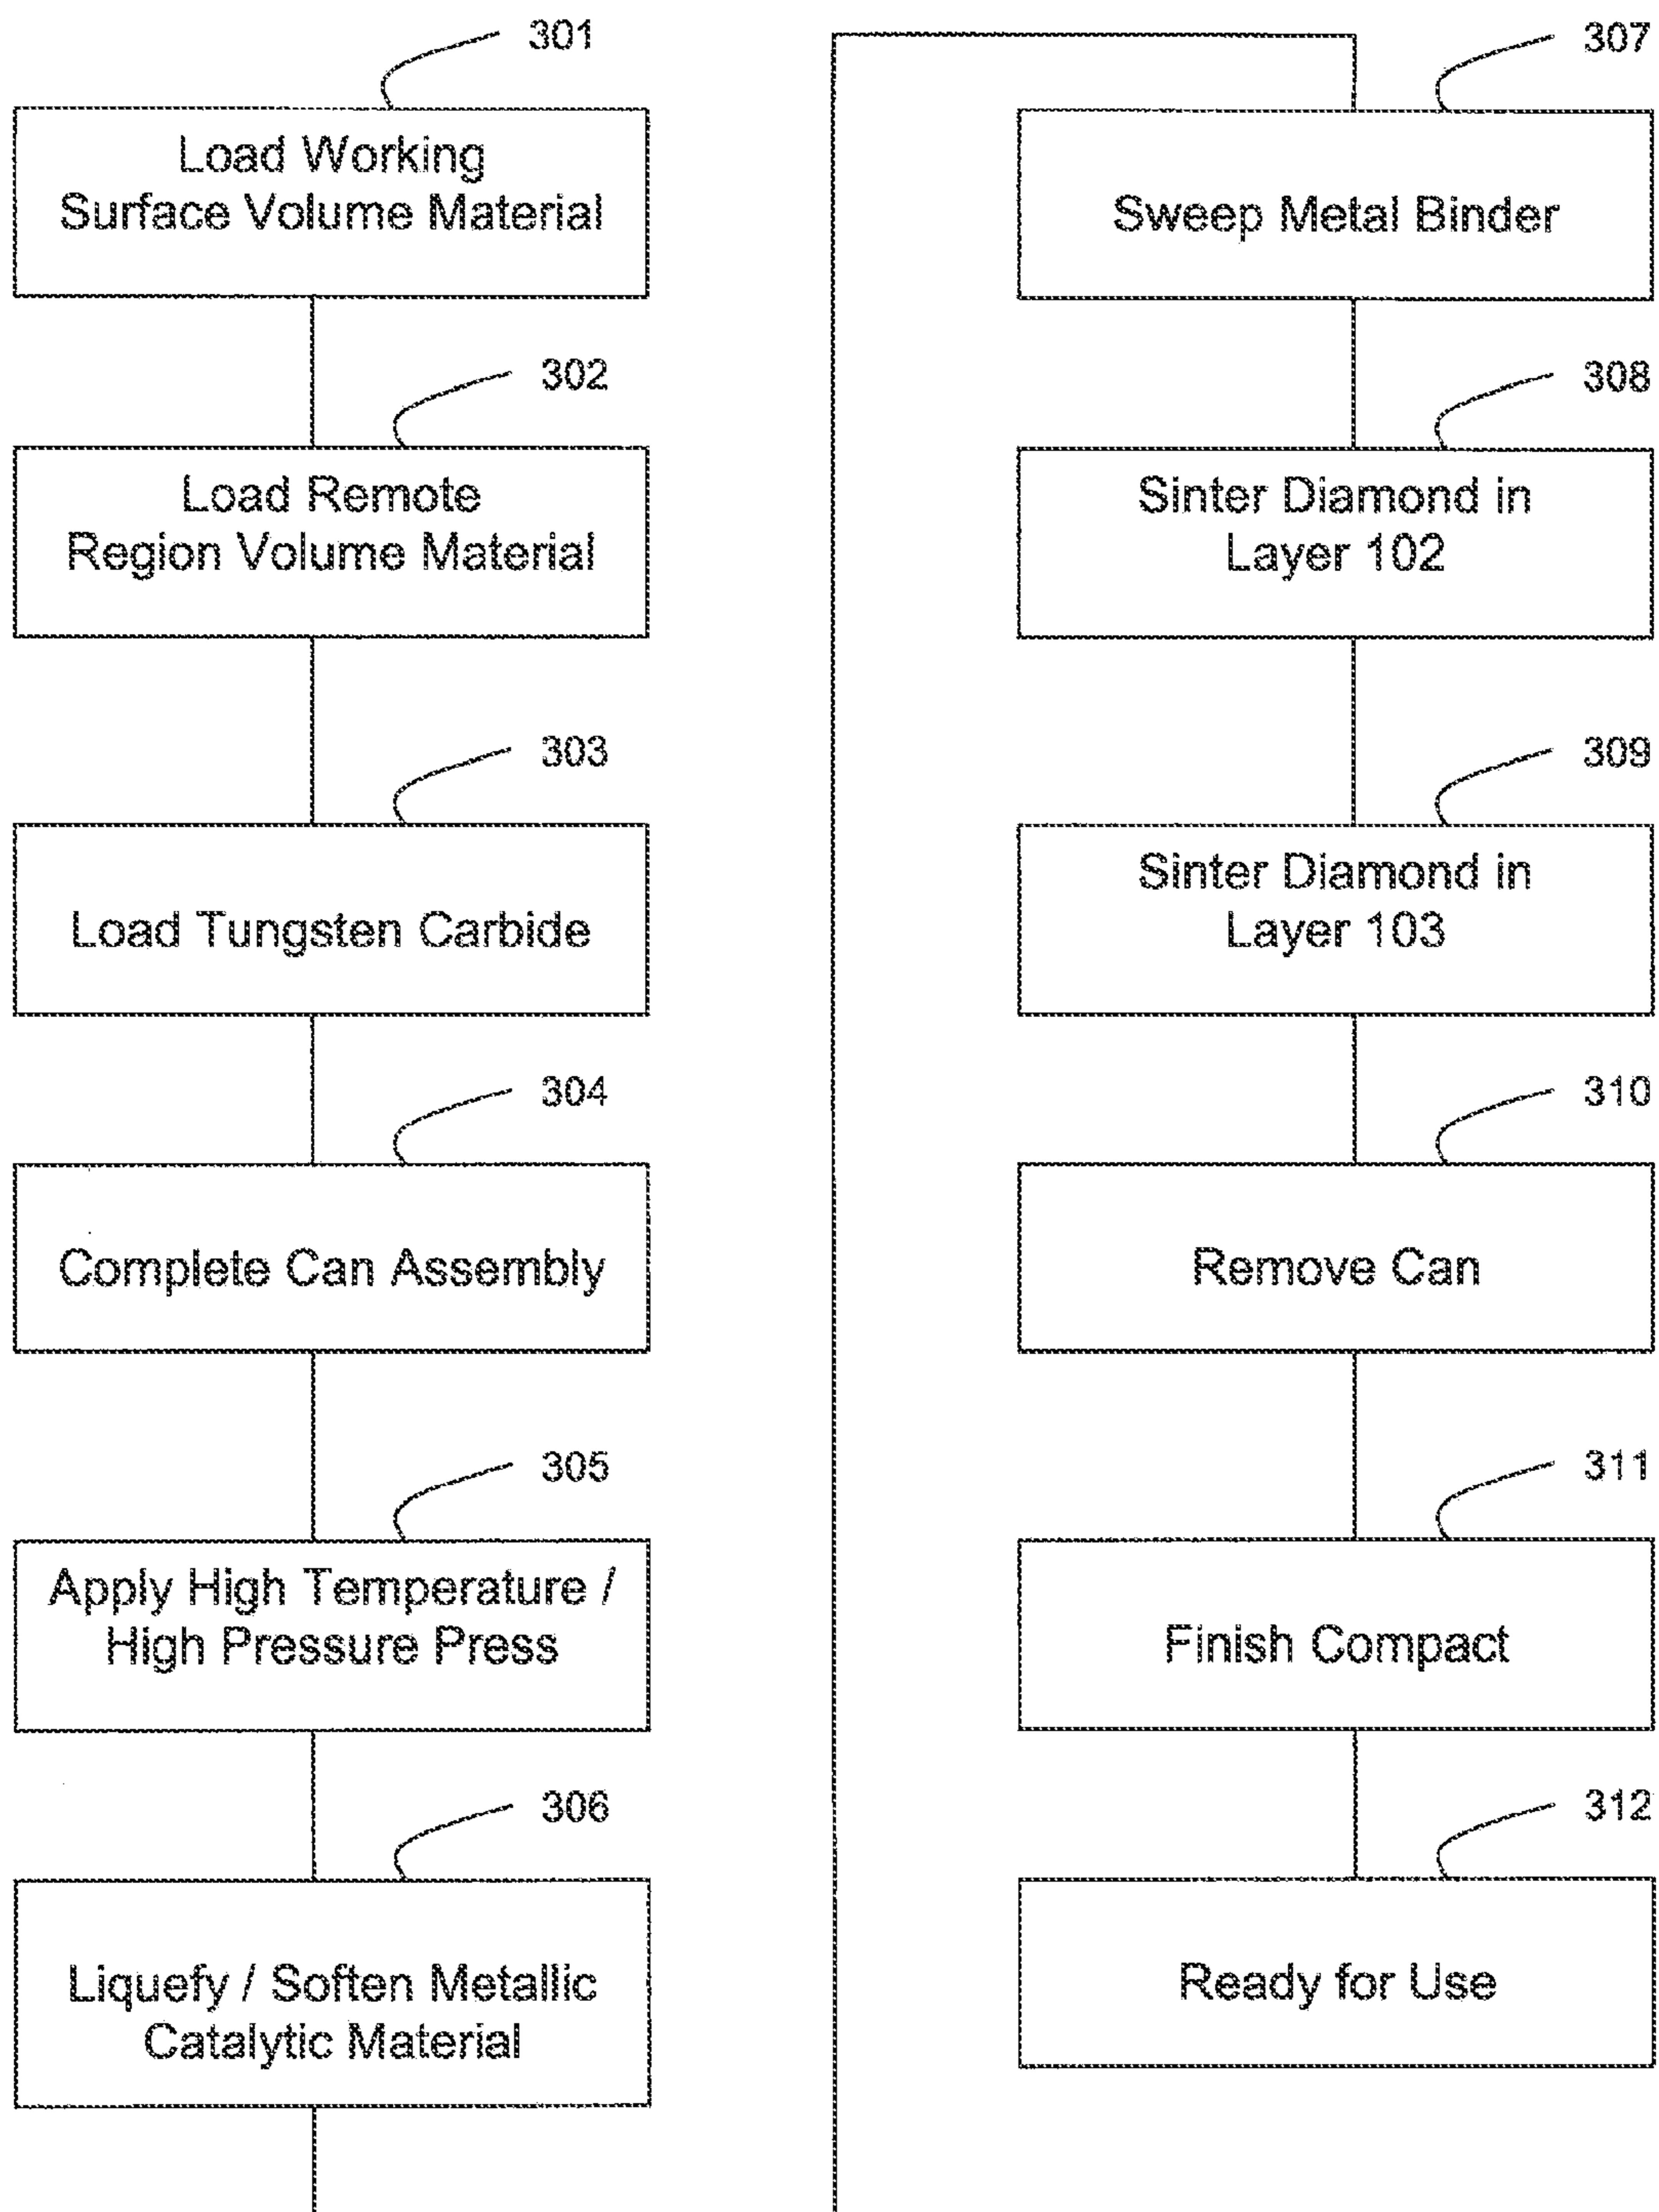 301
Load Working
Surface Volume Material
302
Load Remote
Region Volume Material
303
Load Tungsten Carbide
304
Complete Can Assembly
305
Apply High Temperature /
High Pressure Press
306
Liquefy / Soften Metallic
Catalytic Material
307
Sweep Metal Binder
308
Sinter Diamond in
Layer 102
309
Sinter Diamond in
Layer 103
310
Remove Can
311
Finish Compact
312
Ready for Use